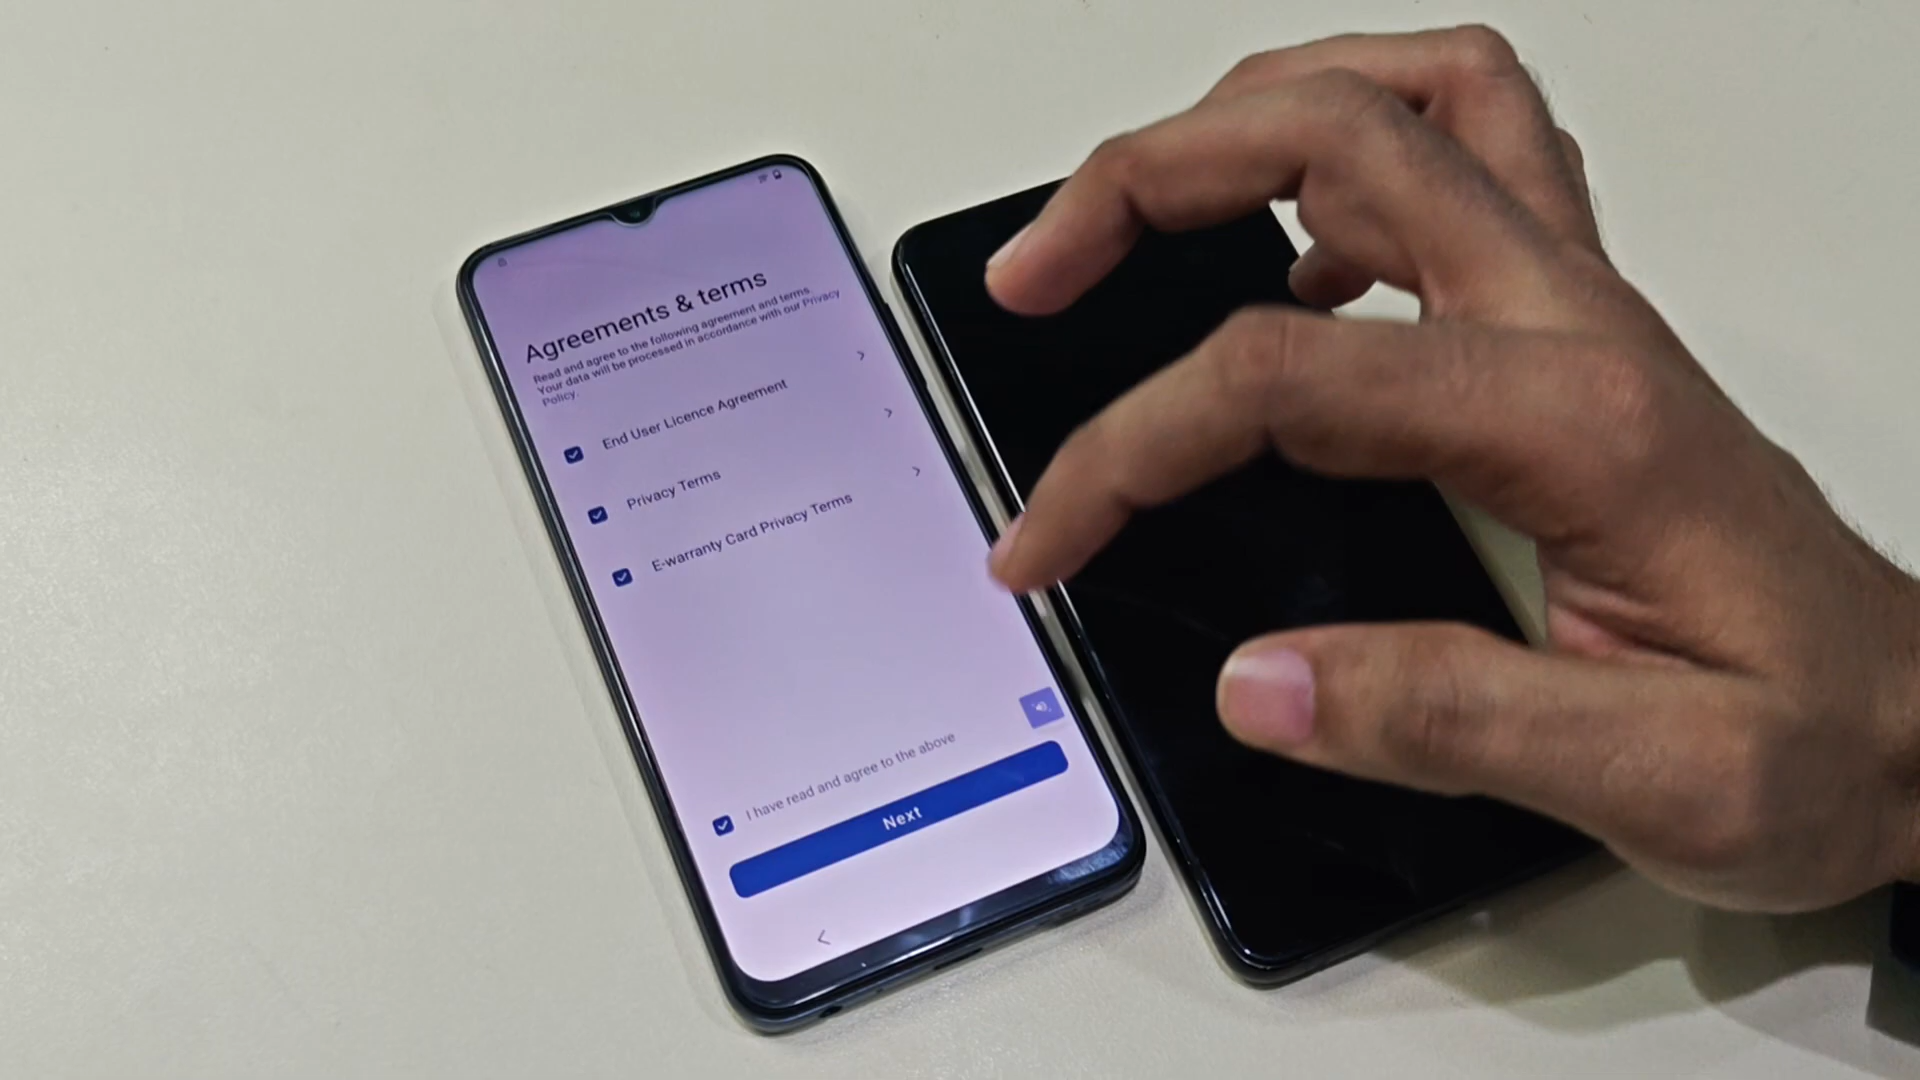 Agreements & terms
Read and agree to the following agreement and terms.
Your data will be processed in accordance with our Privacy
Policy.
End User Licence Agreement
Privacy Terms
E-warranty Card Privacy Terms
I have read and agree to the above
Next